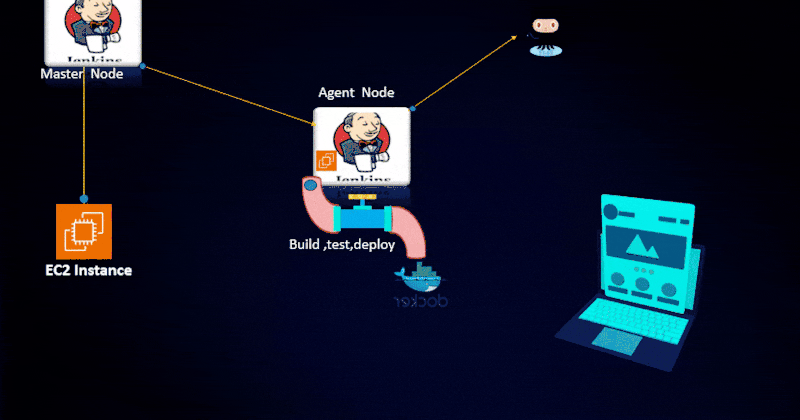 Jenkins
Master Node
Agent Node
Jenkins
Build ,test,deploy
EC2 Instance
docker